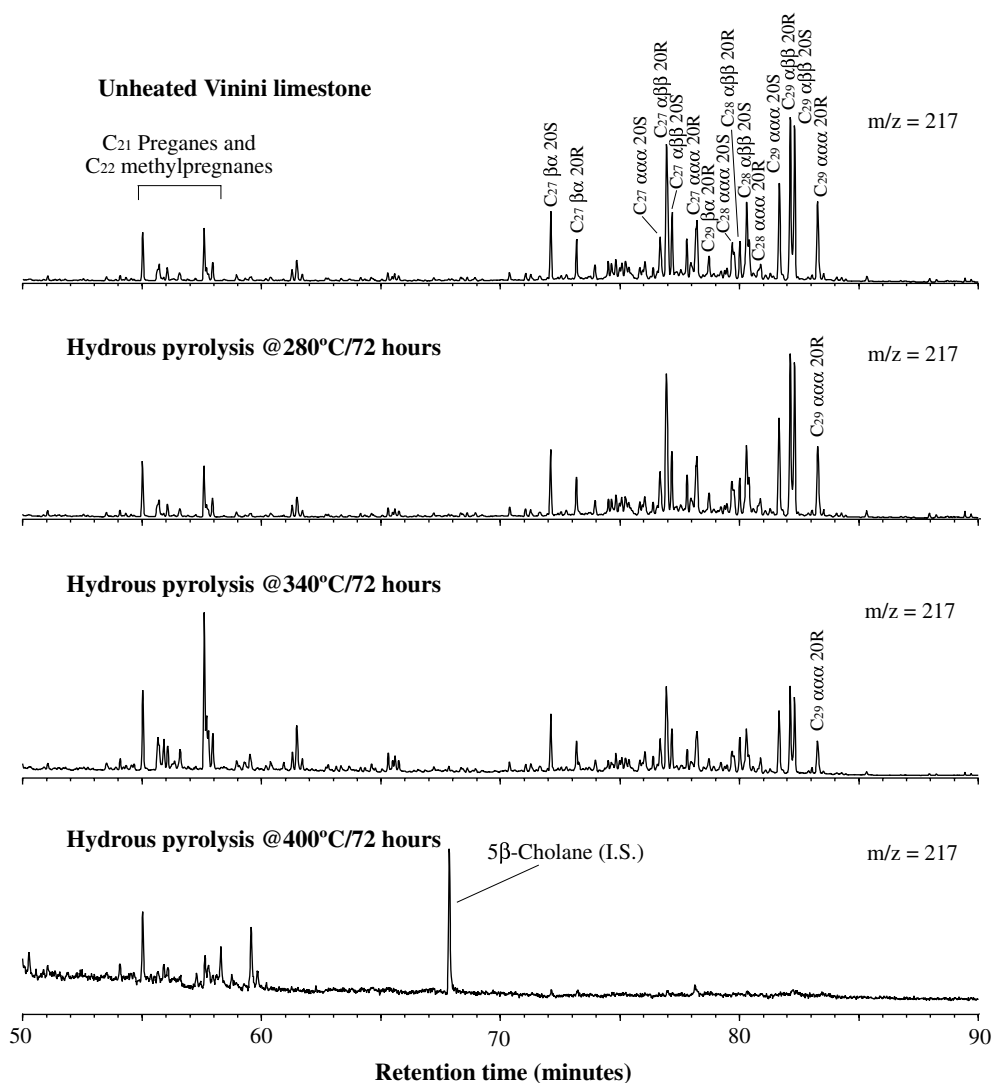 Unheated Vinini limestone
C21 Preganes and
C22 methylpregnanes
C27 βα 20S
C27 βα 20R
C27 ααα 20S
C27 αββ 20R
C27 αββ 20S
C27 ααα 20R
C29 βα 20R
C28 ααα 20S
C28 αββ 20R
C28 αββ 20S
C28 ααα 20R
C29 ααα 20S
C29 αββ 20R
C29 αββ 20S
C29 ααα 20R
m/z = 217
Hydrous pyrolysis @280ºC/72 hours
C29 ααα 20R
m/z = 217
Hydrous pyrolysis @340ºC/72 hours
C29 ααα 20R
m/z = 217
Hydrous pyrolysis @400ºC/72 hours
5β-Cholane (I.S.)
m/z = 217
50 60 70 80 90
Retention time (minutes)